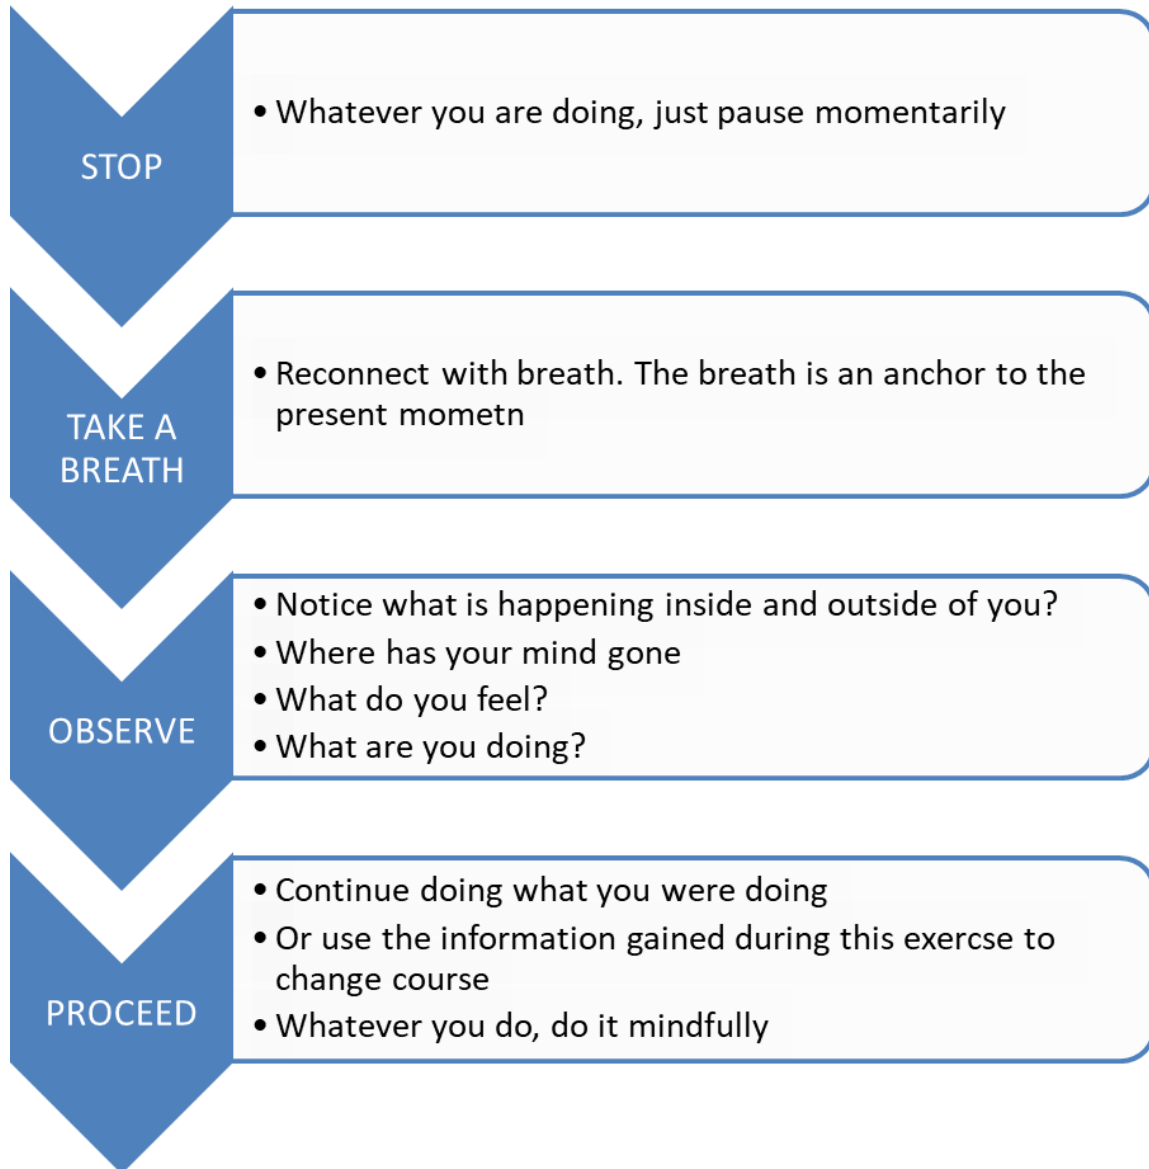 STOP
• Whatever you are doing, just pause momentarily
TAKE A
BREATH
• Reconnect with breath. The breath is an anchor to the
present mometn
OBSERVE
• Notice what is happening inside and outside of you?
• Where has your mind gone
• What do you feel?
• What are you doing?
PROCEED
• Continue doing what you were doing
• Or use the information gained during this exercse to
change course
• Whatever you do, do it mindfully